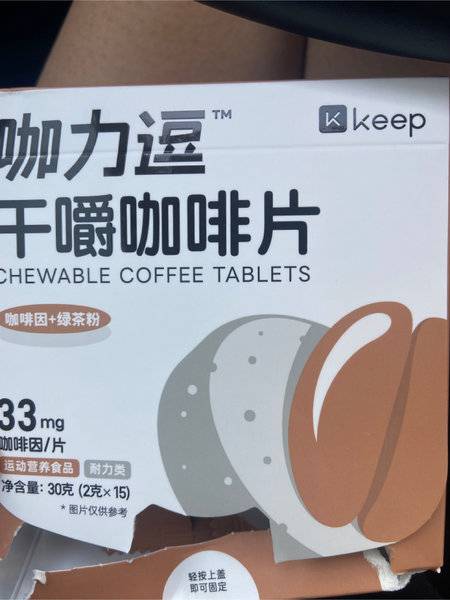 咖力逗™
keep
干嚼咖啡片
CHEWABLE COFFEE TABLETS
咖啡因+绿茶粉
33mg
咖啡因/片
运动营养食品 耐力类
净含量：30克 (2克×15)
*图片仅供参考
轻按上盖
即可固定